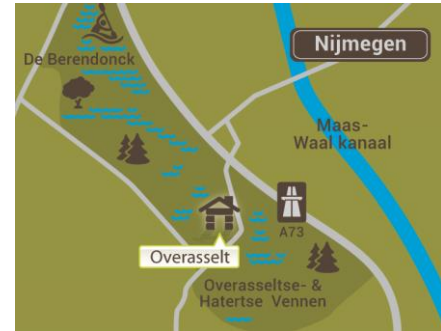 Nijmegen
De Berendonck
Maas-
Waal kanaal
A73
Overasselt
Overasseltse- &
Hatertse Vennen